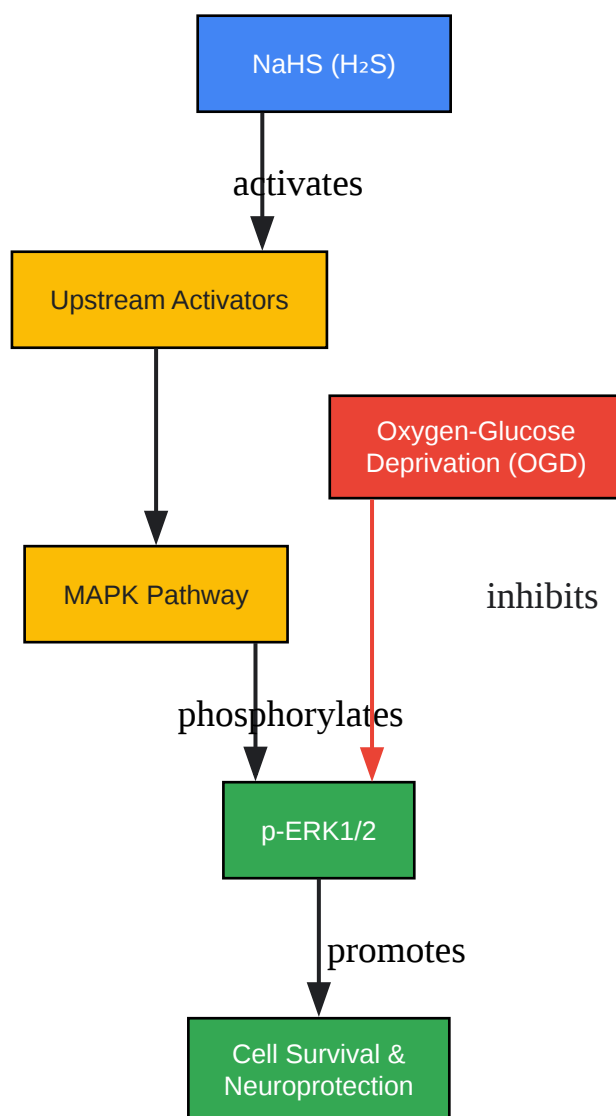 NaHS (H₂S)
activates
Upstream Activators
Oxygen-Glucose
Deprivation (OGD)
MAPK Pathway
inhibits
phosphorylates
p-ERK1/2
promotes
Cell Survival &
Neuroprotection